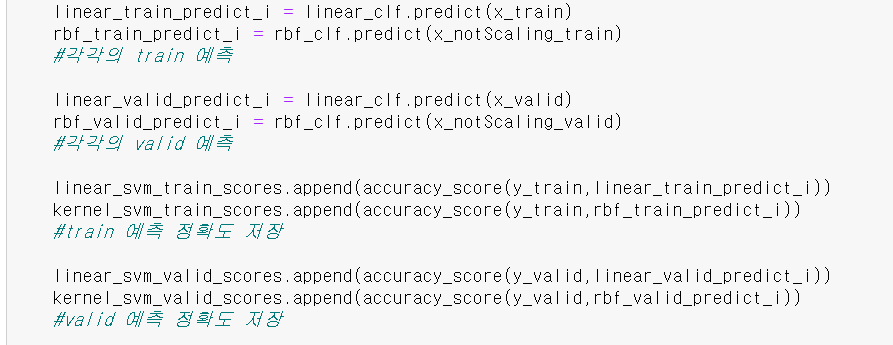 linear_train_predict_i = linear_clf.predict(x_train)
rbf_train_predict_i = rbf_clf.predict(x_notScaling_train)
#각각의 train 예측
linear_valid_predict_i = linear_clf.predict(x_valid)
rbf_valid_predict_i = rbf_clf.predict(x_notScaling_valid)
#각각의 valid 예측
linear_svm_train_scores.append(accuracy_score(y_train,linear_train_predict_i))
kernel_svm_train_scores.append(accuracy_score(y_train,rbf_train_predict_i))
#train 예측 정확도 저장
linear_svm_valid_scores.append(accuracy_score(y_valid,linear_valid_predict_i))
kernel_svm_valid_scores.append(accuracy_score(y_valid,rbf_valid_predict_i))
#valid 예측 정확도 저장